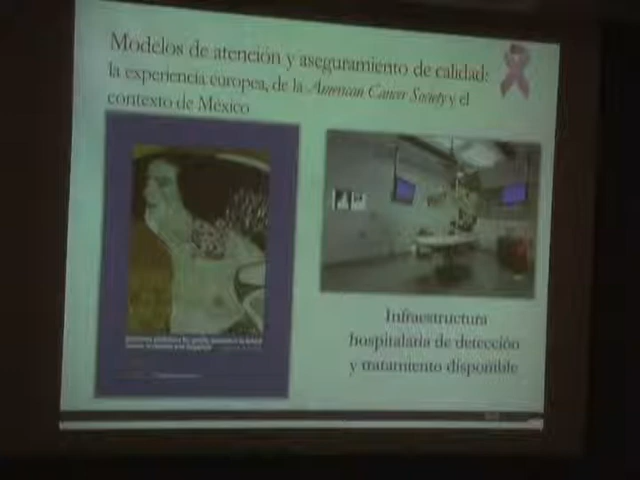 Modelos de atención y aseguramiento de calidad:
la experiencia europea, de la American Cancer Society y el
contexto de México
Infraestructura
hospitalaria de detección
y tratamiento disponible